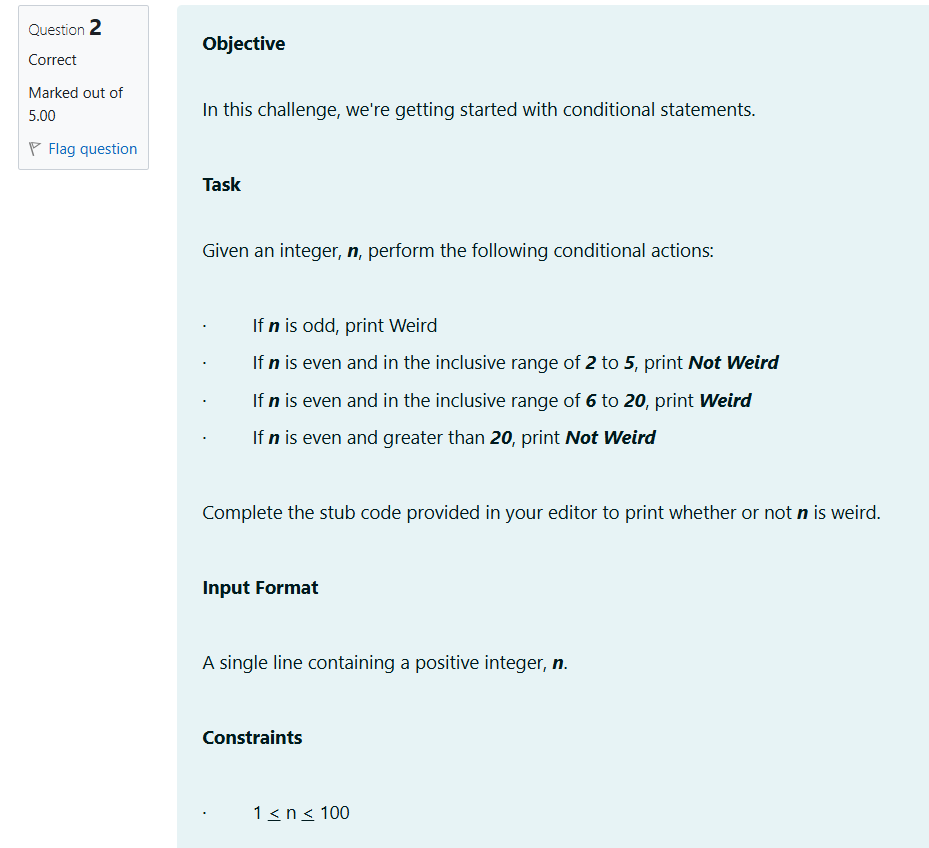 Question 2
Correct
Marked out of
5.00
Flag question
Objective
In this challenge, we're getting started with conditional statements.
Task
Given an integer, n, perform the following conditional actions:
· If n is odd, print Weird
· If n is even and in the inclusive range of 2 to 5, print Not Weird
· If n is even and in the inclusive range of 6 to 20, print Weird
· If n is even and greater than 20, print Not Weird
Complete the stub code provided in your editor to print whether or not n is weird.
Input Format
A single line containing a positive integer, n.
Constraints
· 1 ≤ n ≤ 100